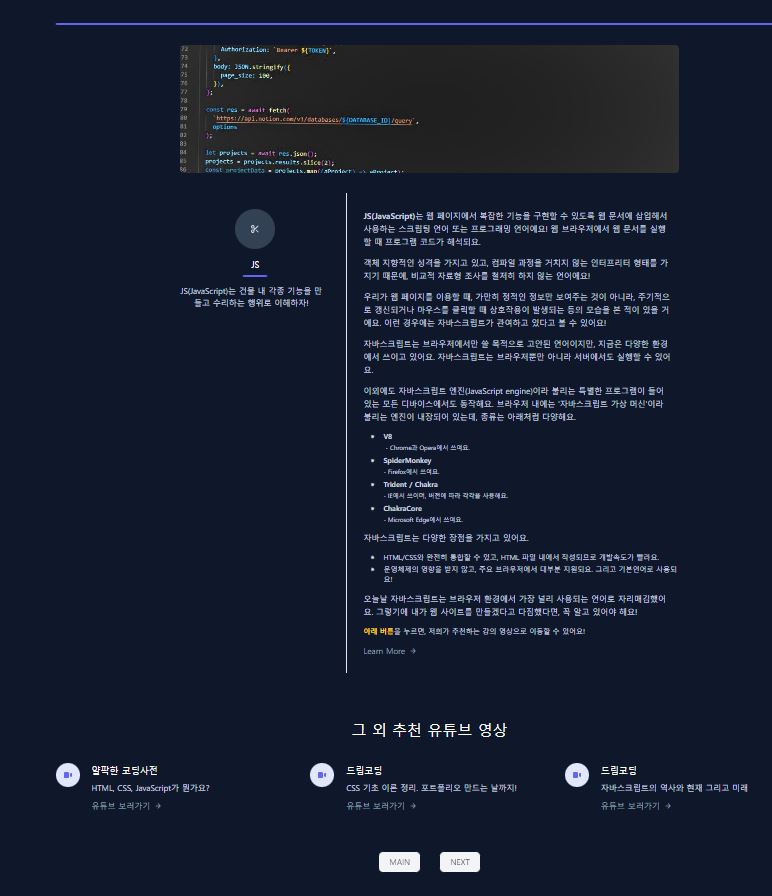 72 Authorization: `Bearer ${TOKEN}`,
73 },
74 body: JSON.stringify({
75 page_size: 100,
76 }),
77 };
78
79 const res = await fetch(
80 `https://api.notion.com/v1/databases/${DATABASE_ID}/query`,
81 options
82 );
83
84 let projects = await res.json();
85 projects = projects.results.slice(2);
86 const projectData = projects.map((aProject) => aProject);
JS
JS(JavaScript)는 건물 내 각종 기능을 만
들고 수리하는 행위로 이해하자!
JS(JavaScript)는 웹 페이지에서 복잡한 기능을 구현할 수 있도록 웹 문서에 삽입해서
사용하는 스크립팅 언어 또는 프로그래밍 언어예요! 웹 브라우저에서 웹 문서를 실행
할 때 프로그램 코드가 해석되요.
객체 지향적인 성격을 가지고 있고, 컴파일 과정을 거치지 않는 인터프리터 형태를 가
지기 때문에, 비교적 자료형 조사를 철저히 하지 않는 언어예요!
우리가 웹 페이지를 이용할 때, 가만히 정적인 정보만 보여주는 것이 아니라, 주기적으
로 갱신되거나 마우스를 클릭할 때 상호작용이 발생되는 등의 모습을 본 적이 있을 거
에요. 이런 경우에는 자바스크립트가 관여하고 있다고 볼 수 있어요!
자바스크립트는 브라우저에서만 쓸 목적으로 고안된 언어이지만, 지금은 다양한 환경
에서 쓰이고 있어요. 자바스크립트는 브라우저뿐만 아니라 서버에서도 실행할 수 있어
요.
이외에도 자바스크립트 엔진(JavaScript engine)이라 불리는 특별한 프로그램이 들어
있는 모든 디바이스에서도 동작해요. 브라우저 내에는 '자바스크립트 가상 머신'이라
불리는 엔진이 내장되어 있는데, 종류는 아래처럼 다양해요.
V8
- Chrome과 Opera에서 쓰여요.
SpiderMonkey
- Firefox에서 쓰여요.
Trident / Chakra
- IE에서 쓰이며, 버전에 따라 각각을 사용해요.
ChakraCore
- Microsoft Edge에서 쓰여요.
자바스크립트는 다양한 장점을 가지고 있어요.
HTML/CSS와 완전히 통합할 수 있고, HTML 파일 내에서 작성되므로 개발속도가 빨라요.
운영체제의 영향을 받지 않고, 주요 브라우저에서 대부분 지원되요. 그리고 기본언어로 사용되
요!
오늘날 자바스크립트는 브라우저 환경에서 가장 널리 사용되는 언어로 자리매김했어
요. 그렇기에 내가 웹 사이트를 만들겠다고 다짐했다면, 꼭 알고 있어야 해요!
아래 버튼을 누르면, 저희가 추천하는 강의 영상으로 이동할 수 있어요!
Learn More →
그 외 추천 유튜브 영상
얄팍한 코딩사전
HTML, CSS, JavaScript가 뭔가요?
유튜브 보러가기 →
드림코딩
CSS 기초 이론 정리. 포트폴리오 만드는 날까지!
유튜브 보러가기 →
드림코딩
자바스크립트의 역사와 현재 그리고 미래
유튜브 보러가기 →
MAIN
NEXT